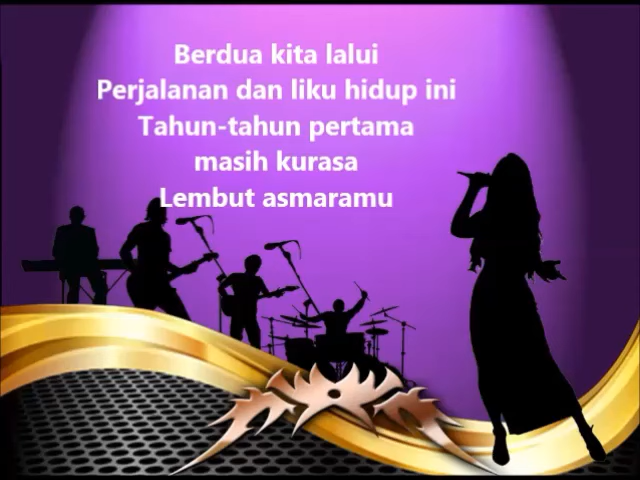 Berdua kita lalui
Perjalanan dan liku hidup ini
Tahun-tahun pertama
masih kurasa
Lembut asmaramu